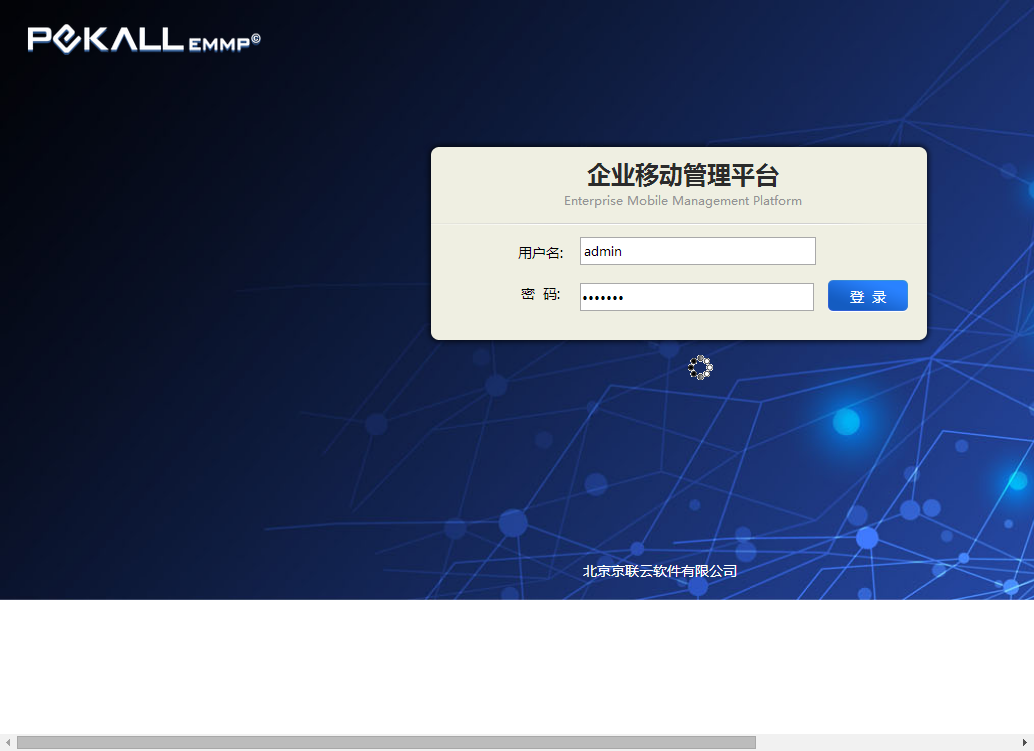 PEKALL EMMP©
企业移动管理平台
Enterprise Mobile Management Platform
用户名: admin
密 码: •••••••
登 录
北京京联云软件有限公司